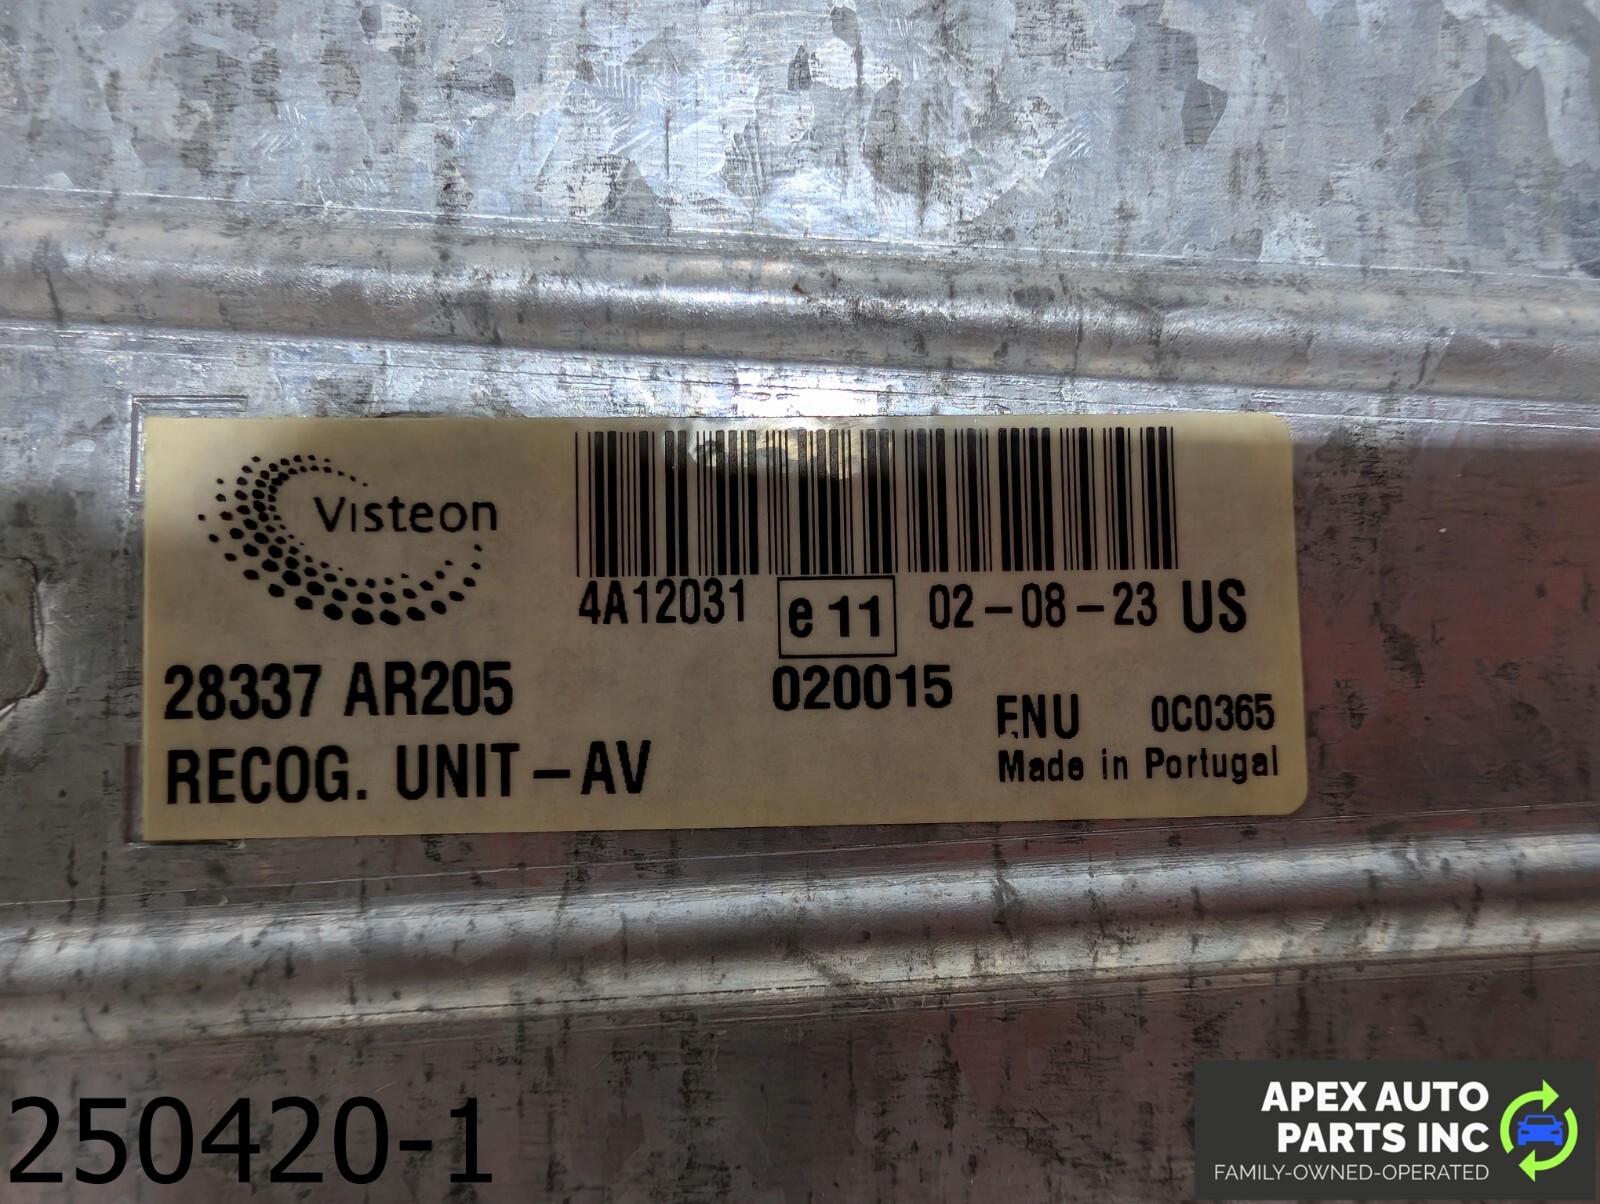 Visteon
4A12031 e11 02-08-23 US
28337 AR205 020015
ENU 0C0365
RECOG. UNIT-AV Made in Portugal
250420-1
APEX AUTO
PARTS INC
FAMILY-OWNED-OPERATED